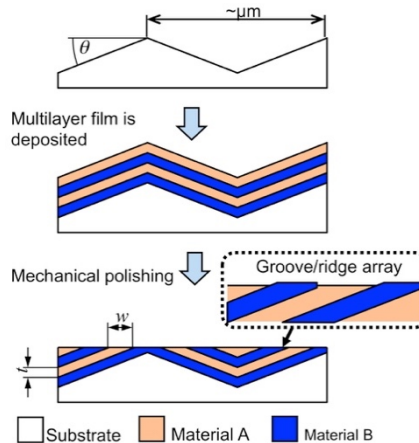 ~µm
θ
Multilayer film is
deposited
Mechanical polishing
Groove/ridge array
w
t
Substrate
Material A
Material B